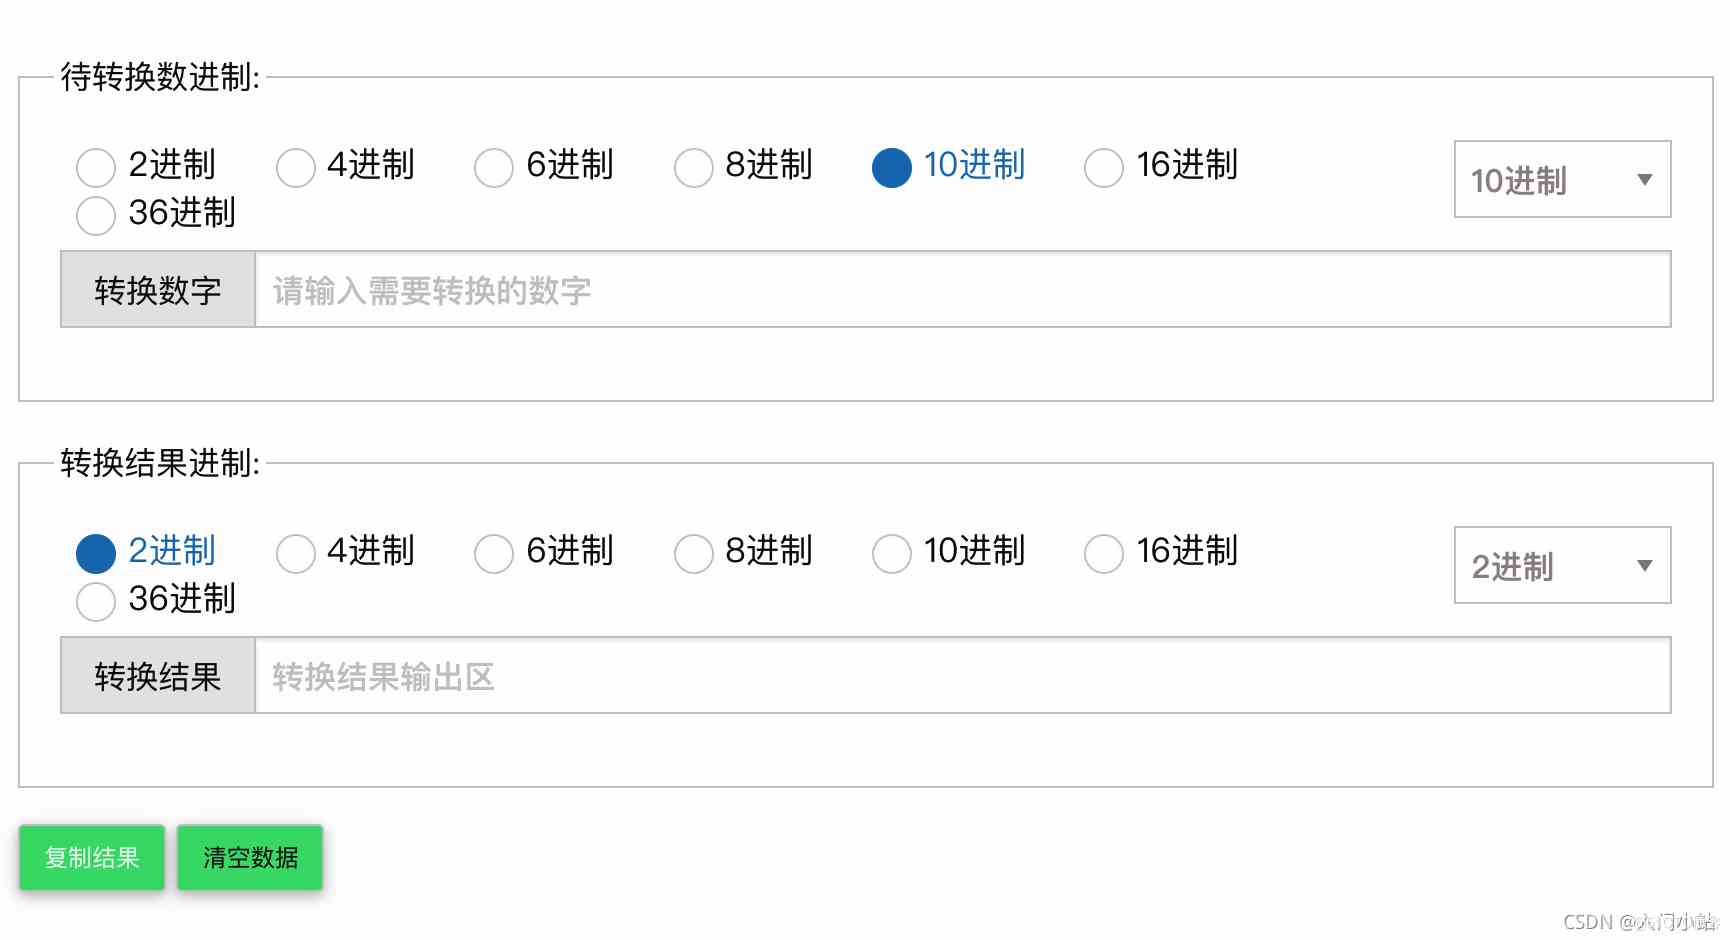 待转换数进制:
2进制 4进制 6进制 8进制 10进制 16进制 10进制
36进制
转换数字 请输入需要转换的数字
转换结果进制:
2进制 4进制 6进制 8进制 10进制 16进制 2进制
36进制
转换结果 转换结果输出区
复制结果 清空数据
CSDN @入门小站